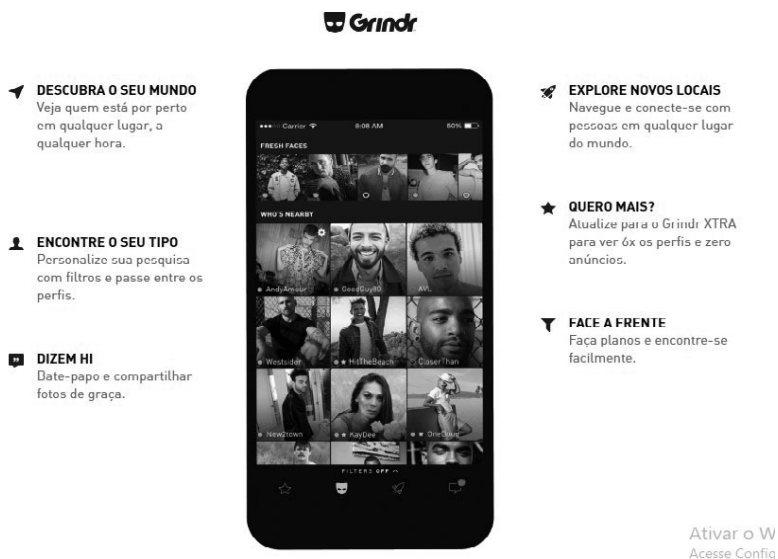 Grindr
DESCUBRA O SEU MUNDO
Veja quem está por perto
em qualquer lugar, a
qualquer hora.
ENCONTRE O SEU TIPO
Personalize sua pesquisa
com filtros e passe entre os
perfis.
DIZEM HI
Bate-papo e compartilhar
fotos de graça.
Carrier 8:08 AM 60%
FRESH FACES
WHO'S NEARBY
AndyAmour GoodGuy80 AVL
Westsider HitTheBeach CloserThan
New2town KayDee OneDoug
FILTERS OFF
EXPLORE NOVOS LOCAIS
Navegue e conecte-se com
pessoas em qualquer lugar
do mundo.
QUERO MAIS?
Atualize para o Grindr XTRA
para ver 6x os perfis e zero
anúncios.
FACE A FRENTE
Faça planos e encontre-se
facilmente.
Ativar o W
Acesse Config